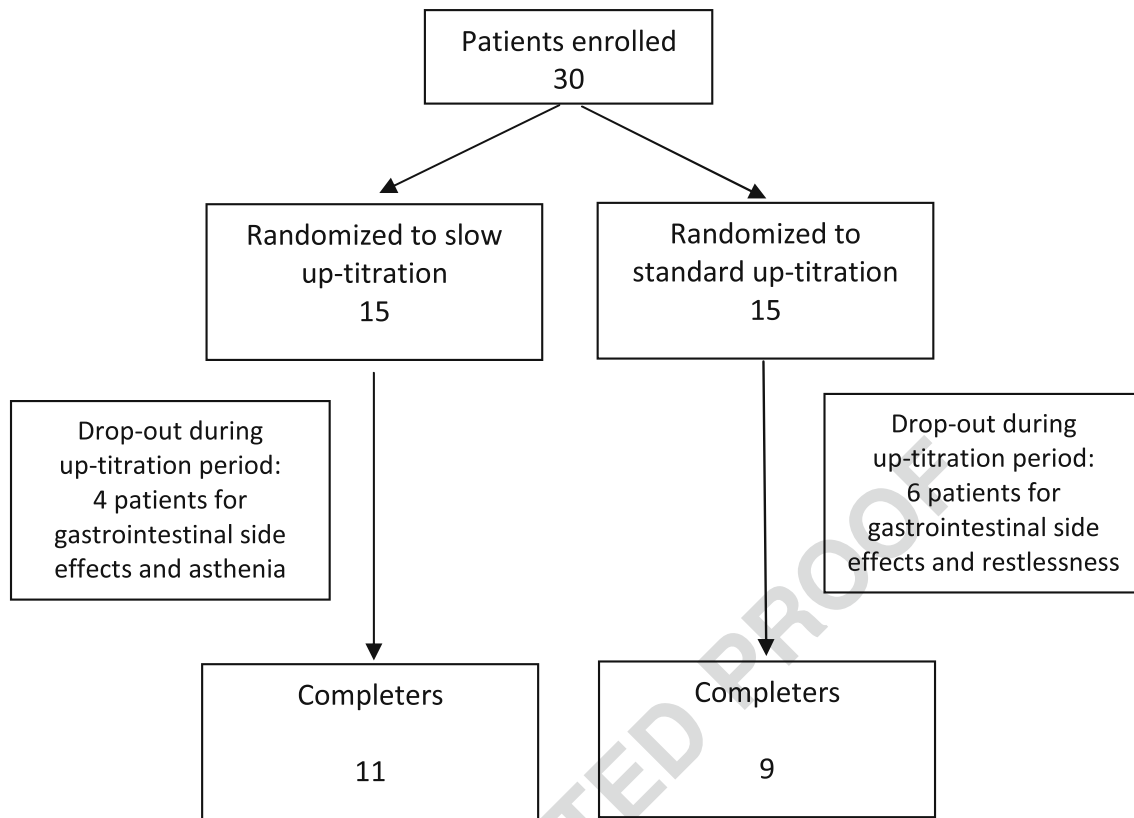 Patients enrolled
30
Randomized to slow
up-titration
15
Randomized to
standard up-titration
15
Drop-out during
up-titration period:
4 patients for
gastrointestinal side
effects and asthenia
Drop-out during
up-titration period:
6 patients for
gastrointestinal side
effects and restlessness
Completers
11
Completers
9
TED PROOF